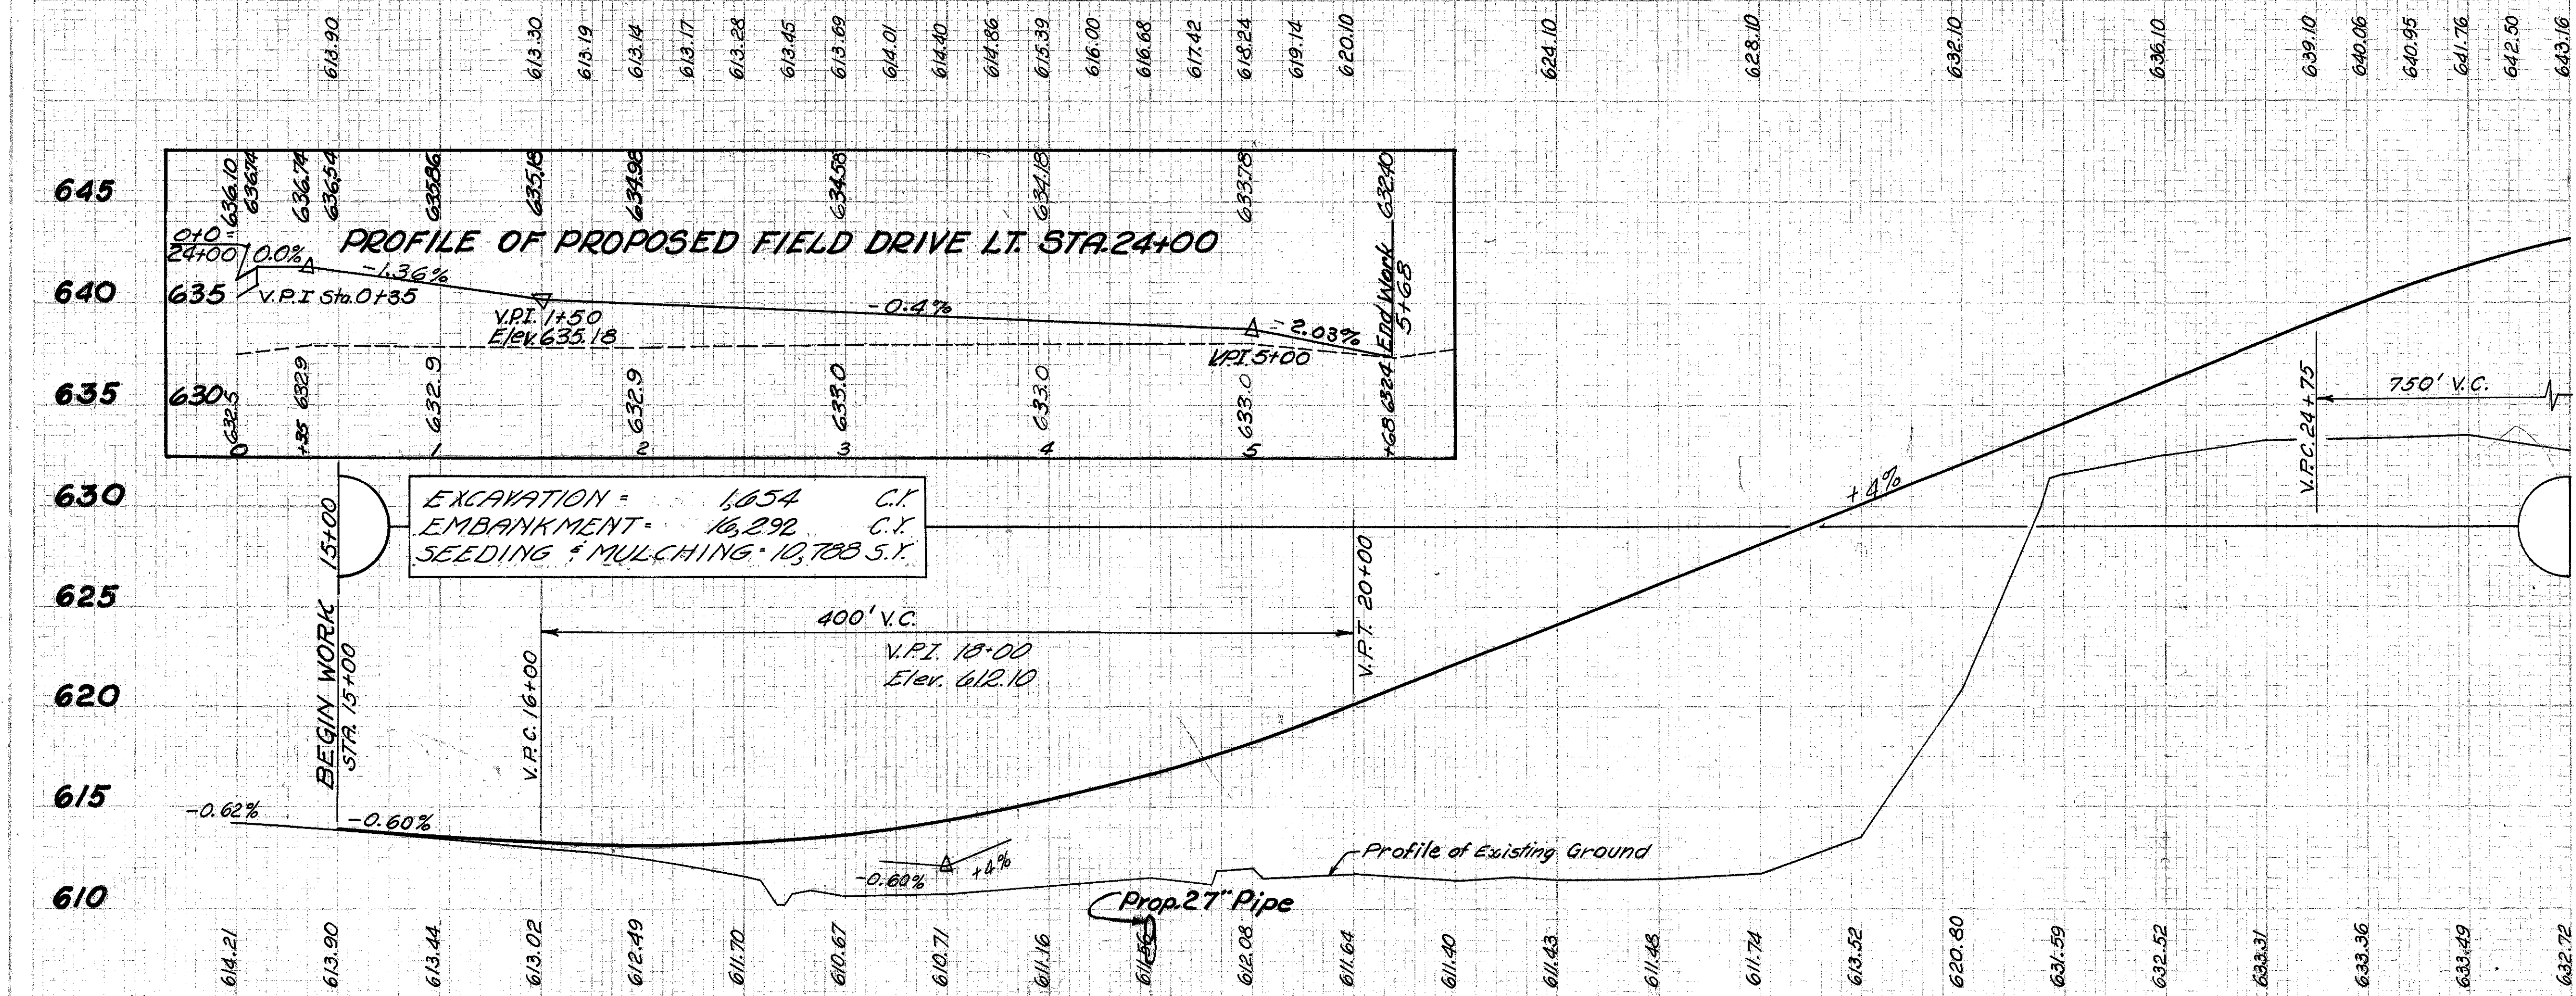 613.90 613.30 613.19 613.14 613.17 613.28 613.45 613.69 614.01 614.40 614.86 615.39 616.00 616.68 617.42 618.24 619.14 620.10 624.10 628.10 632.10 636.10 639.10 640.06 640.95 641.76 642.50 643.16
645
640
635
630
625
620
615
610
636.10 636.74 636.74 636.54 635.86 635.18 634.98 634.58 634.18 633.78 632.40
0+0=
24+00
0.0%
PROFILE OF PROPOSED FIELD DRIVE LT. STA.24+00
-1.36%
635
V.P.I Sta.0+35
V.P.I. 1+50
Elev.635.18
-0.4%
-2.03%
V.P.I. 5+00
End Work
5+68
630
632.5 632.9 632.9 632.9 633.0 633.0 633.0 632.4
0 +35 1 2 3 4 5 +68
EXCAVATION = 1,654 C.Y.
EMBANKMENT= 16,292 C.Y.
SEEDING & MULCHING= 10,788 S.Y.
15+00
BEGIN WORK
STA. 15+00
V.P.C. 16+00
400' V.C.
V.P.I. 18+00
Elev. 612.10
V.P.T. 20+00
+4%
V.P.C. 24+75
750' V.C.
-0.62%
-0.60%
-0.60%
+4%
Profile of Existing Ground
Prop.27" Pipe
614.21 613.90 613.44 613.02 612.49 611.70 610.67 610.71 611.16 611.56 612.08 611.64 611.40 611.43 611.48 611.74 613.52 620.80 631.59 632.52 633.31 633.36 633.49 632.72